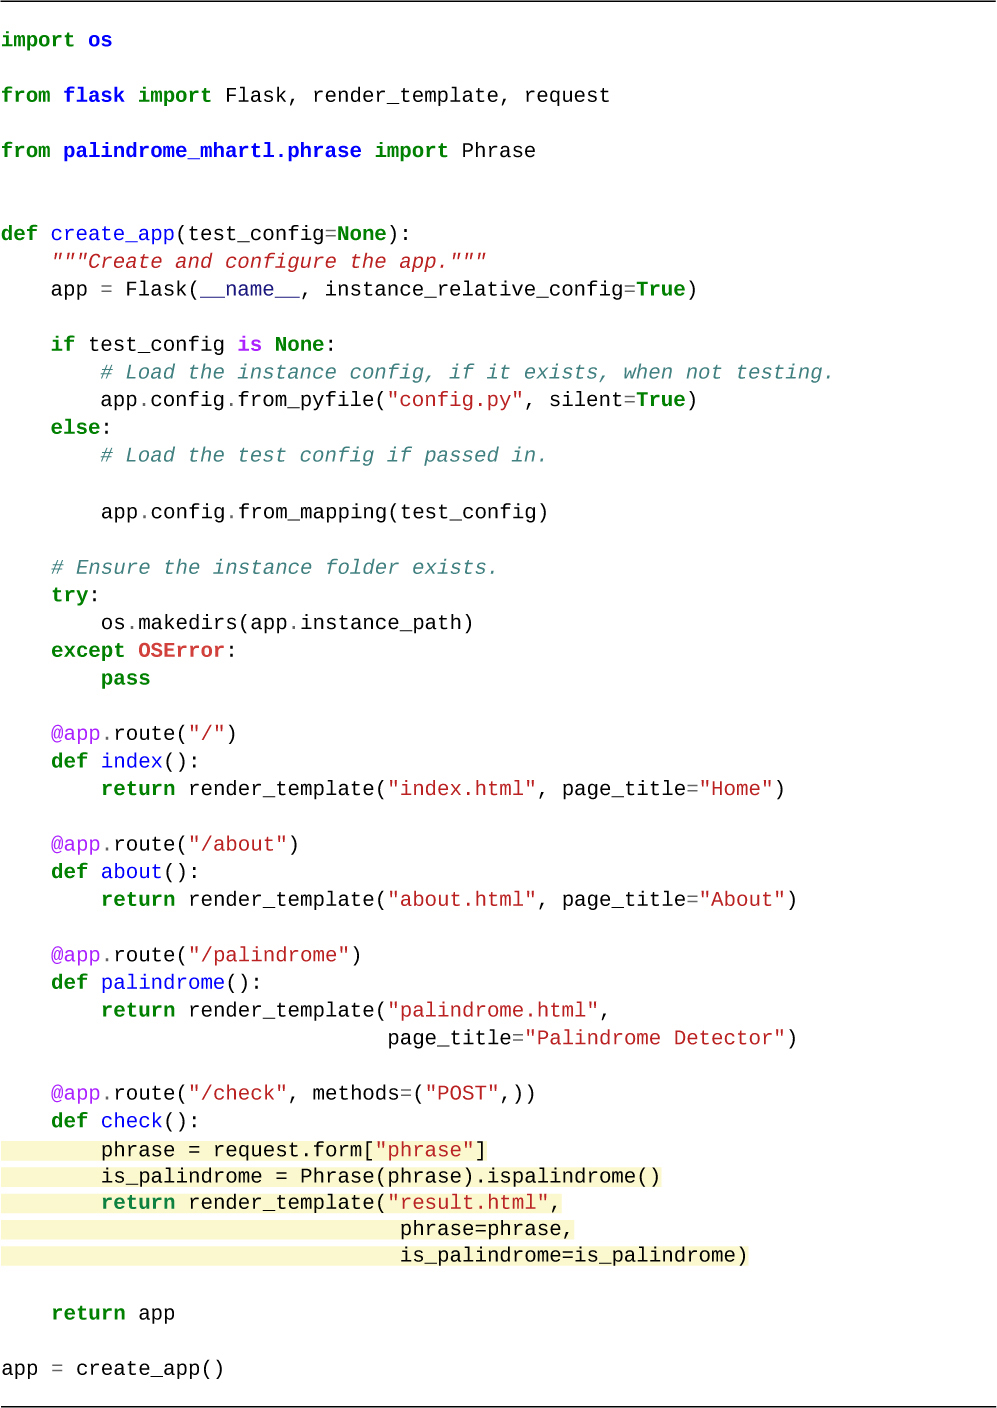 import os

from flask import Flask, render_template, request

from palindrome_mhartl.phrase import Phrase


def create_app(test_config=None):
    """Create and configure the app."""
    app = Flask(__name__, instance_relative_config=True)

    if test_config is None:
        # Load the instance config, if it exists, when not testing.
        app.config.from_pyfile("config.py", silent=True)
    else:
        # Load the test config if passed in.

        app.config.from_mapping(test_config)

    # Ensure the instance folder exists.
    try:
        os.makedirs(app.instance_path)
    except OSError:
        pass

    @app.route("/")
    def index():
        return render_template("index.html", page_title="Home")

    @app.route("/about")
    def about():
        return render_template("about.html", page_title="About")

    @app.route("/palindrome")
    def palindrome():
        return render_template("palindrome.html",
                               page_title="Palindrome Detector")

    @app.route("/check", methods=("POST",))
    def check():
        phrase = request.form["phrase"]
        is_palindrome = Phrase(phrase).ispalindrome()
        return render_template("result.html",
                                phrase=phrase,
                                is_palindrome=is_palindrome)

    return app

app = create_app()